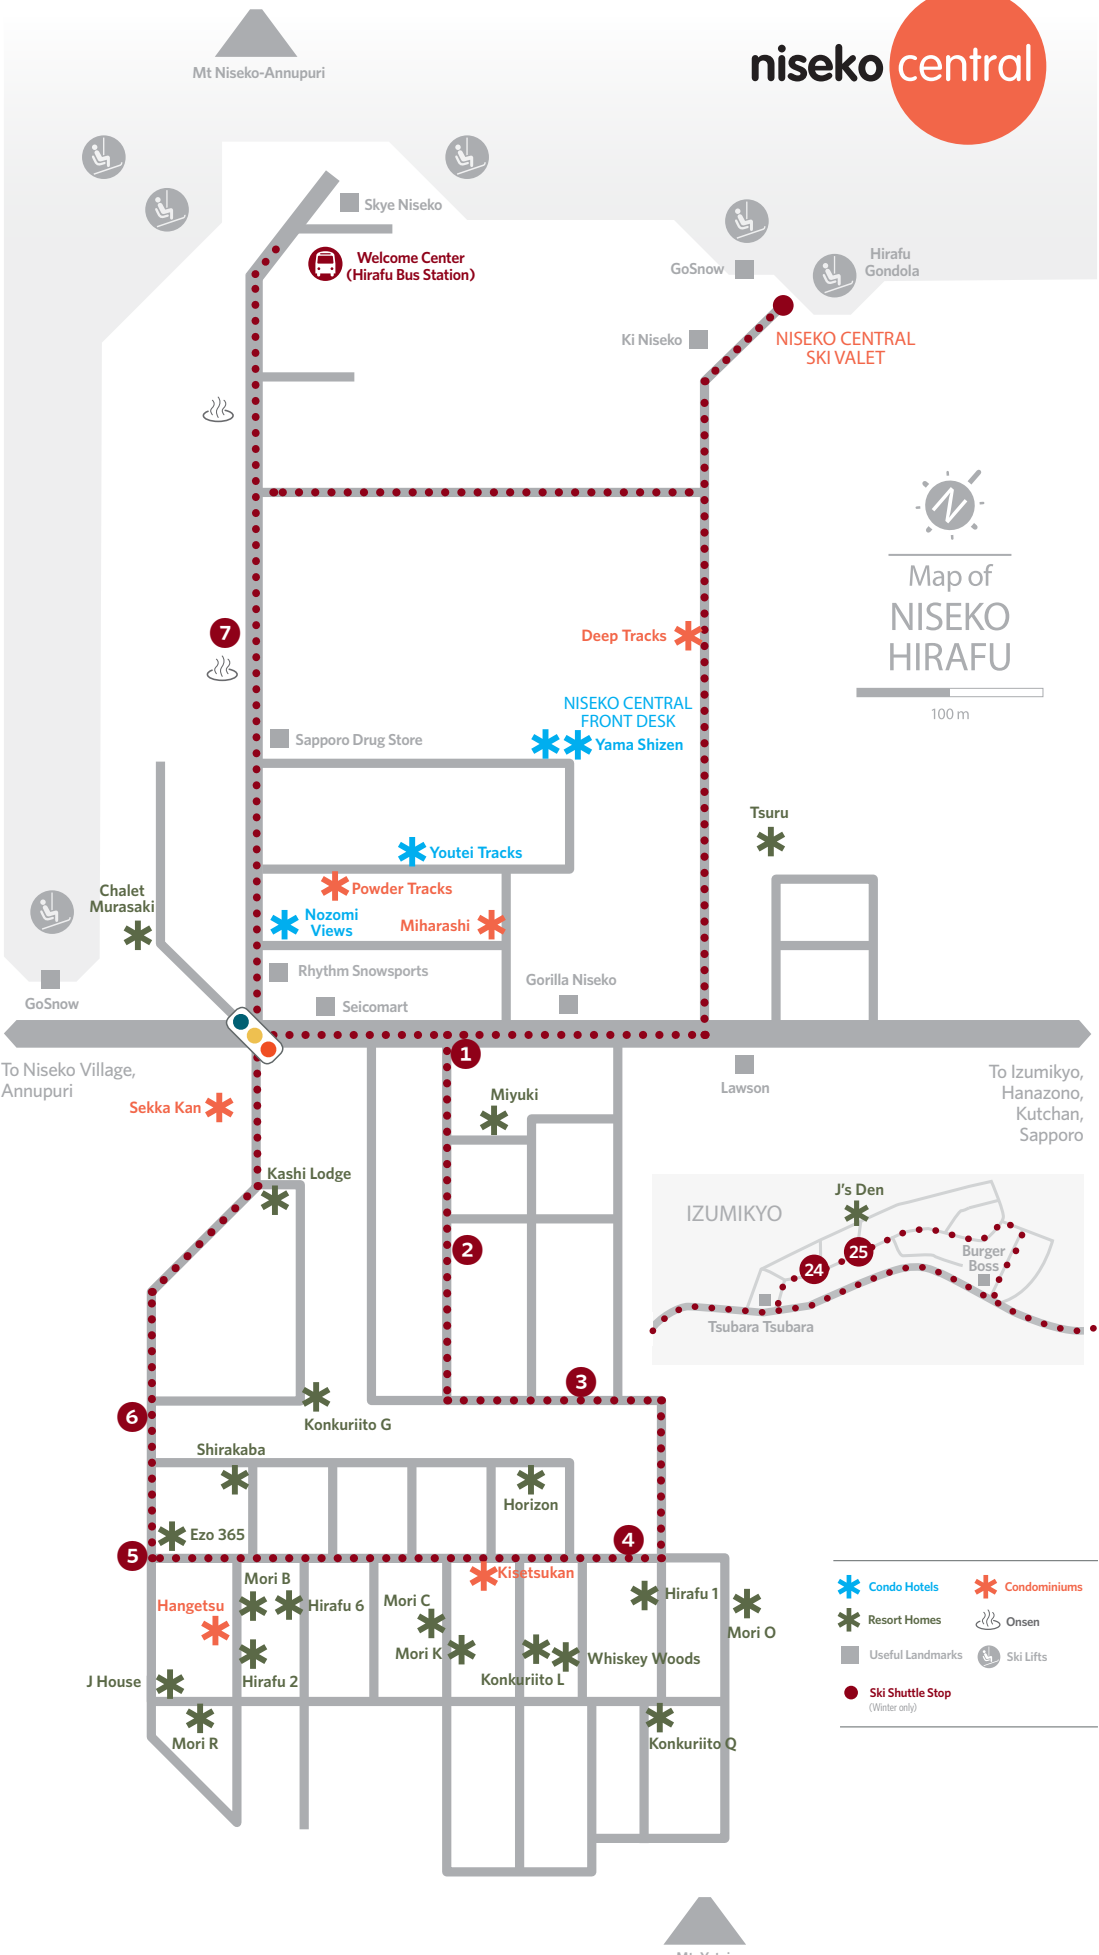 niseko central
Mt Niseko-Annupuri
Skye Niseko
Welcome Center
(Hirafu Bus Station)
GoSnow
Hirafu
Gondola
Ki Niseko
NISEKO CENTRAL
SKI VALET
N
Map of
NISEKO
HIRAFU
100 m
7
Deep Tracks
NISEKO CENTRAL
FRONT DESK
Yama Shizen
Sapporo Drug Store
Tsuru
Youtei Tracks
Powder Tracks
Chalet
Murasaki
Nozomi
Views
Miharashi
Rhythm Snowsports
Gorilla Niseko
GoSnow
Seicomart
1
To Niseko Village,
Annupuri
Lawson
To Izumikyo,
Hanazono,
Kutchan,
Sapporo
Sekka Kan
Miyuki
Kashi Lodge
2
IZUMIKYO
J's Den
25
24
Burger
Boss
Tsubara Tsubara
3
6
Konkuriito G
Shirakaba
Horizon
Ezo 365
4
5
Kisetsukan
Mori B
Hangetsu
Hirafu 6
Mori C
Hirafu 1
Mori O
Mori K
Whiskey Woods
Konkuriito L
J House
Hirafu 2
Mori R
Konkuriito Q
Condo Hotels
Condominiums
Resort Homes
Onsen
Useful Landmarks
Ski Lifts
Ski Shuttle Stop
(Winter only)